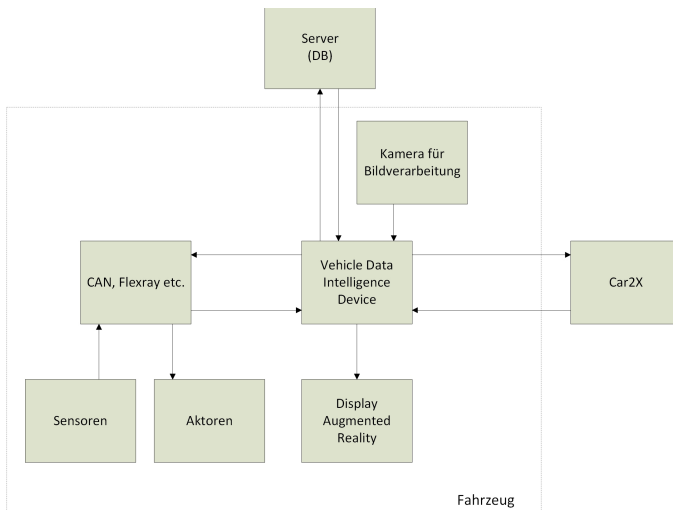 Server
(DB)
Kamera für
Bildverarbeitung
CAN, Flexray etc.
Vehicle Data
Intelligence
Device
Car2X
Sensoren
Aktoren
Display
Augmented
Reality
Fahrzeug